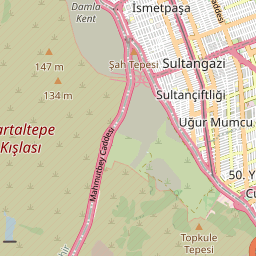 Damla
Kent
İsmetpaşa
147 m
Şah Tepesi
Sultangazi
134 m
Sultançiftliği
Uğur Mumcu
artaltepe
Kışlası
Mahmutbey Caddesi
50. Y
Cu
Topkule
Tepesi